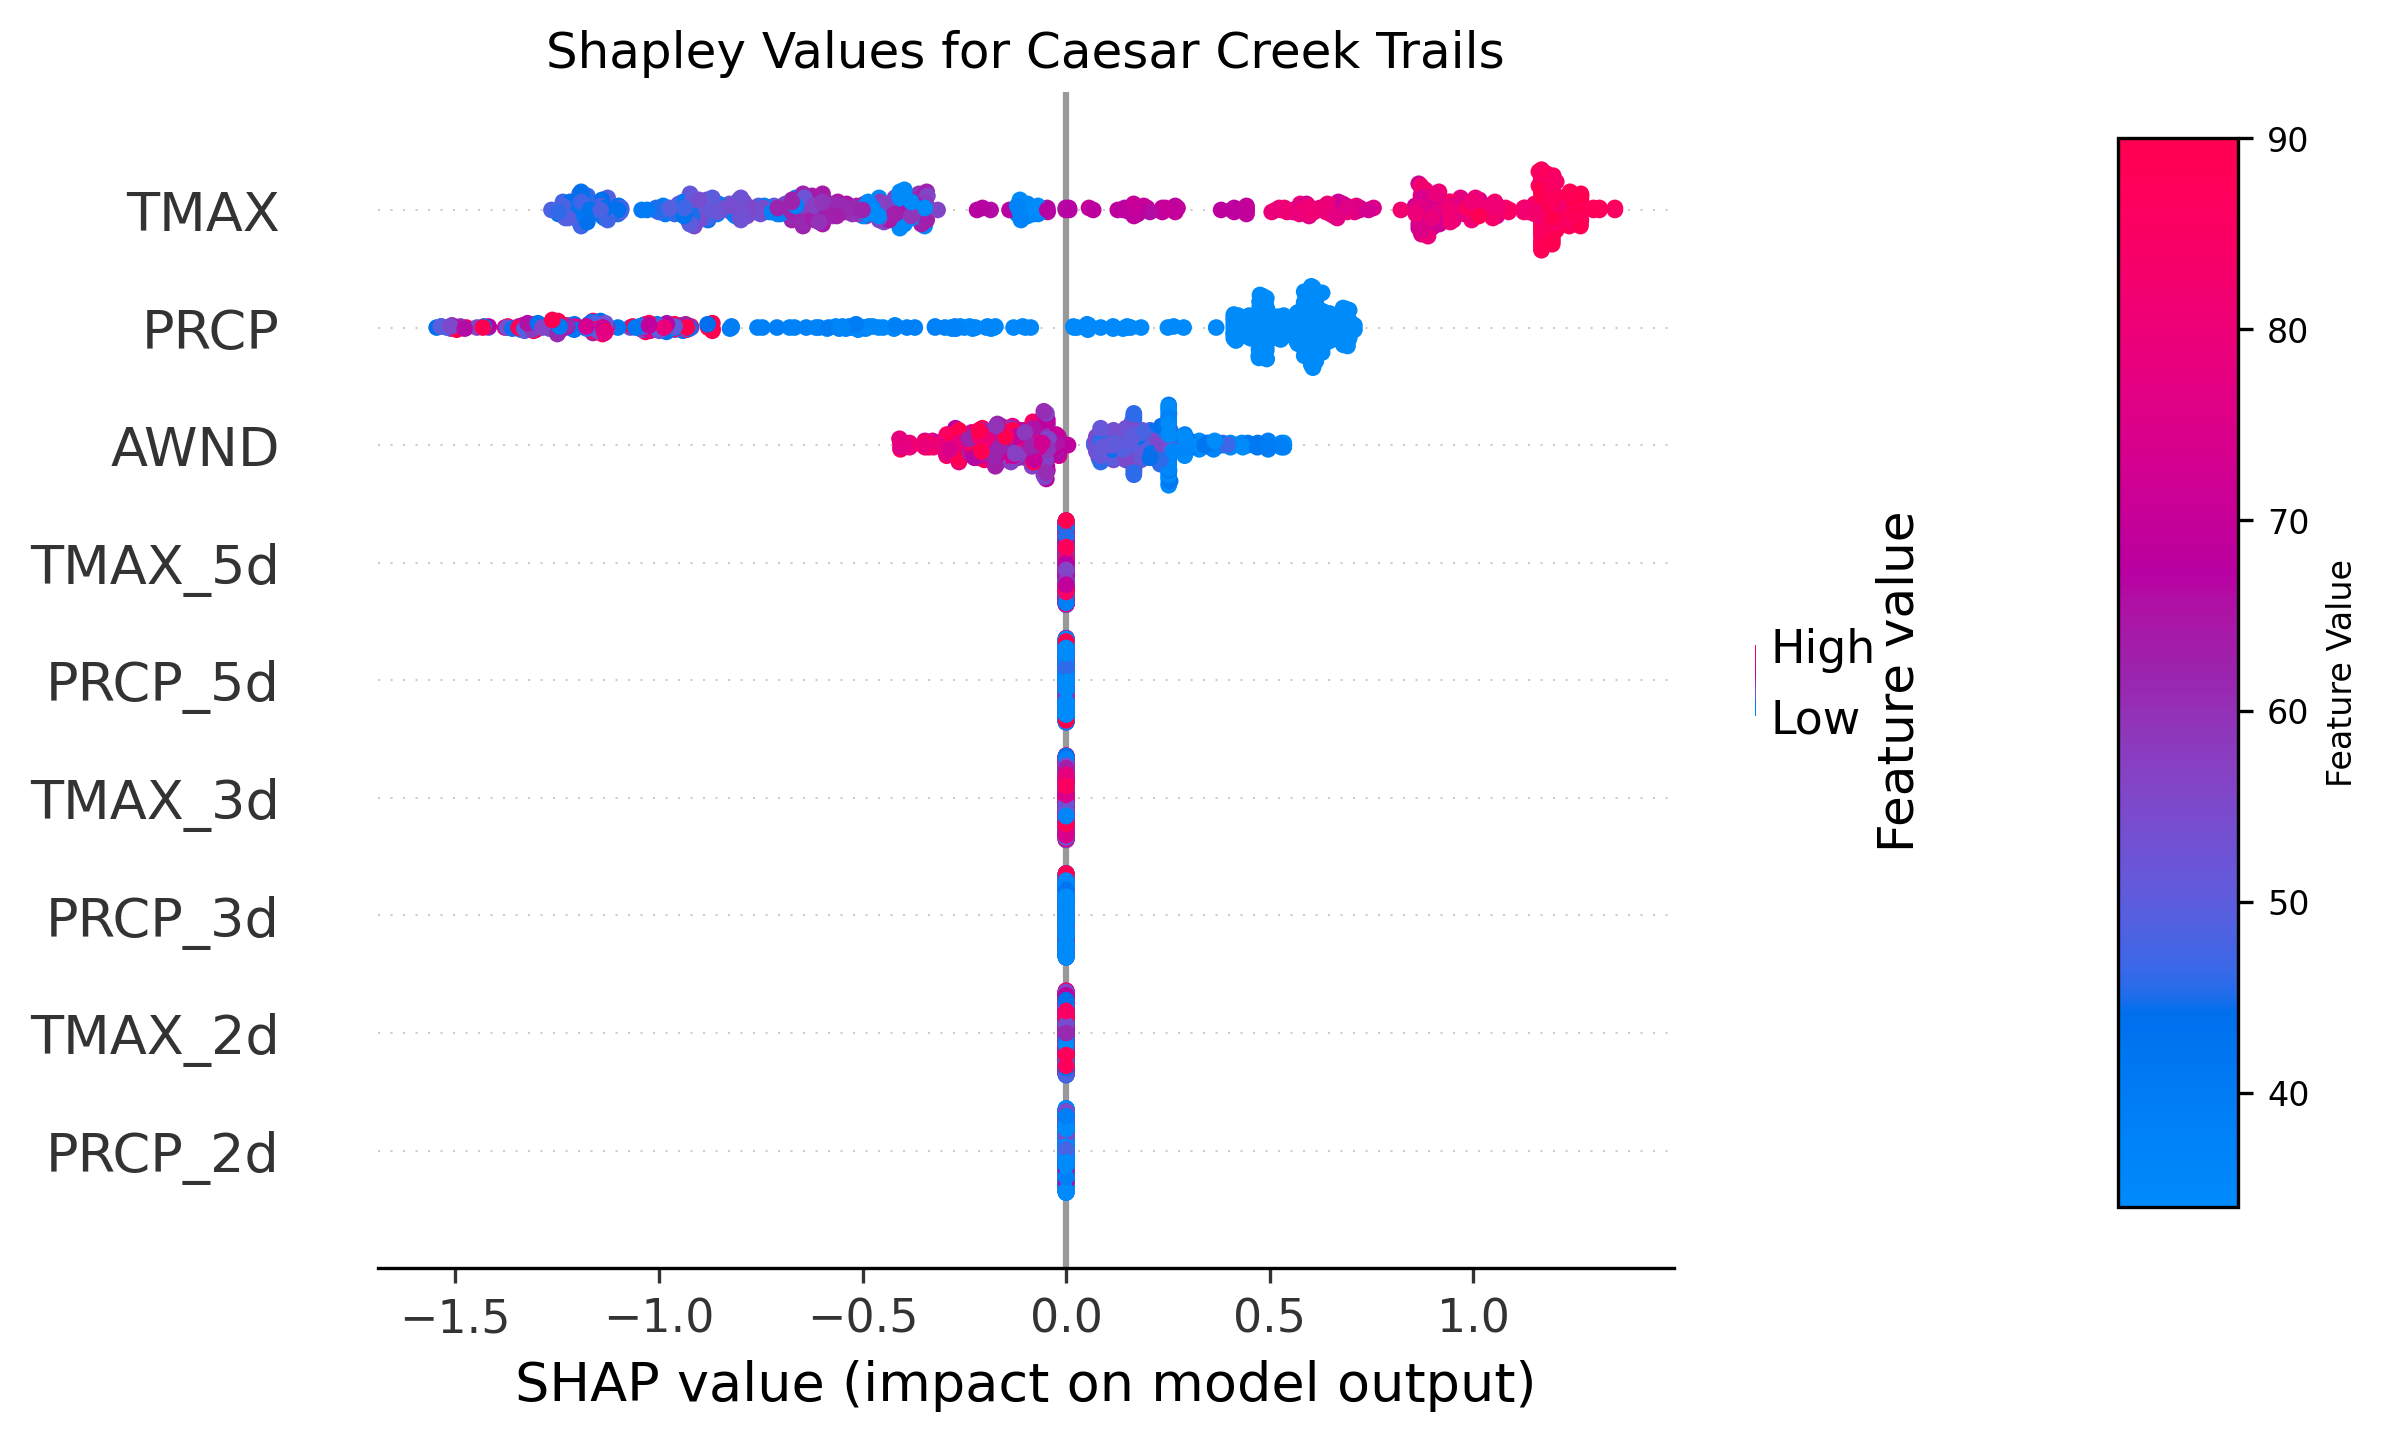 Shapley Values for Caesar Creek Trails
TMAX
PRCP
AWND
TMAX_5d
PRCP_5d
TMAX_3d
PRCP_3d
TMAX_2d
PRCP_2d
−1.5 −1.0 −0.5 0.0 0.5 1.0
SHAP value (impact on model output)
High
Low
Feature value
90
80
70
60
50
40
Feature Value